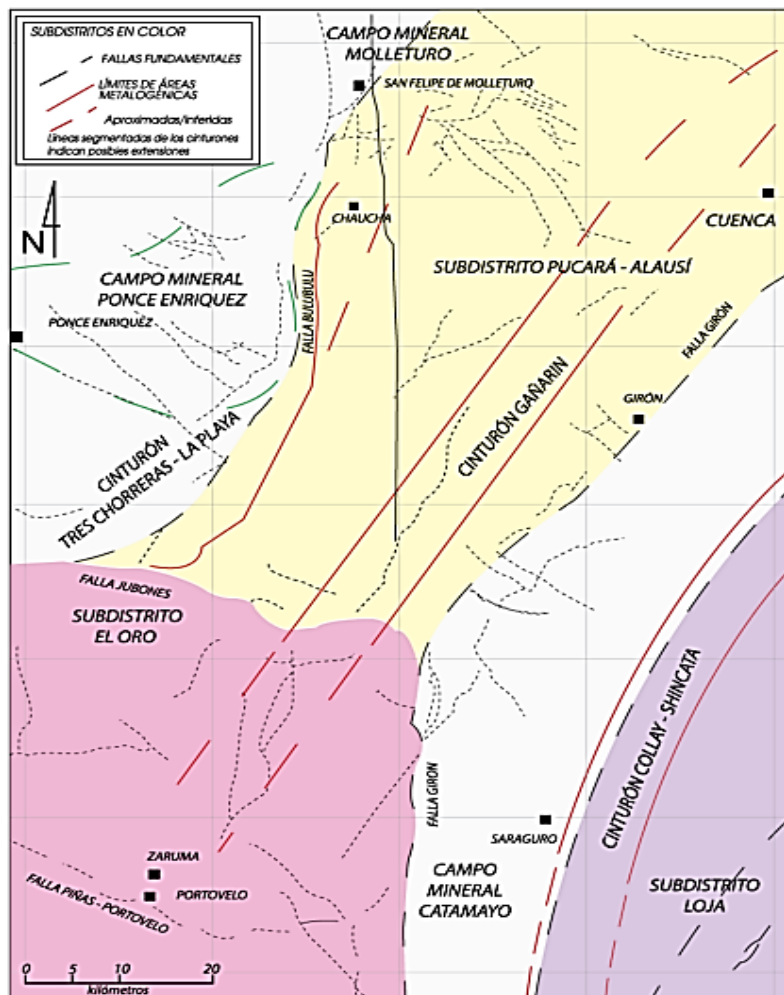 SUBDISTRITOS EN COLOR
FALLAS FUNDAMENTALES
LÍMITES DE ÁREAS
METALOGÉNICAS
Aproximadas/Inferidas
Líneas segmentadas de los cinturones
indican posibles extensiones
CAMPO MINERAL
MOLLETURO
SAN FELIPE DE MOLLETURO
N
CHAUCHA
CUENCA
CAMPO MINERAL
PONCE ENRIQUEZ
SUBDISTRITO PUCARÁ - ALAUSÍ
PONCE ENRIQUEZ
FALLA BULUBULU
FALLA GIRÓN
GIRÓN
CINTURÓN GAÑARIN
CINTURÓN
TRES CHORRERAS - LA PLAYA
FALLA JUBONES
SUBDISTRITO
EL ORO
CINTURÓN COLLAY - SHINCATA
FALLA GIRON
SARAGURO
ZARUMA
PORTOVELO
FALLA PIÑAS - PORTOVELO
CAMPO
MINERAL
CATAMAYO
SUBDISTRITO
LOJA
0 5 10 20
kilómetros